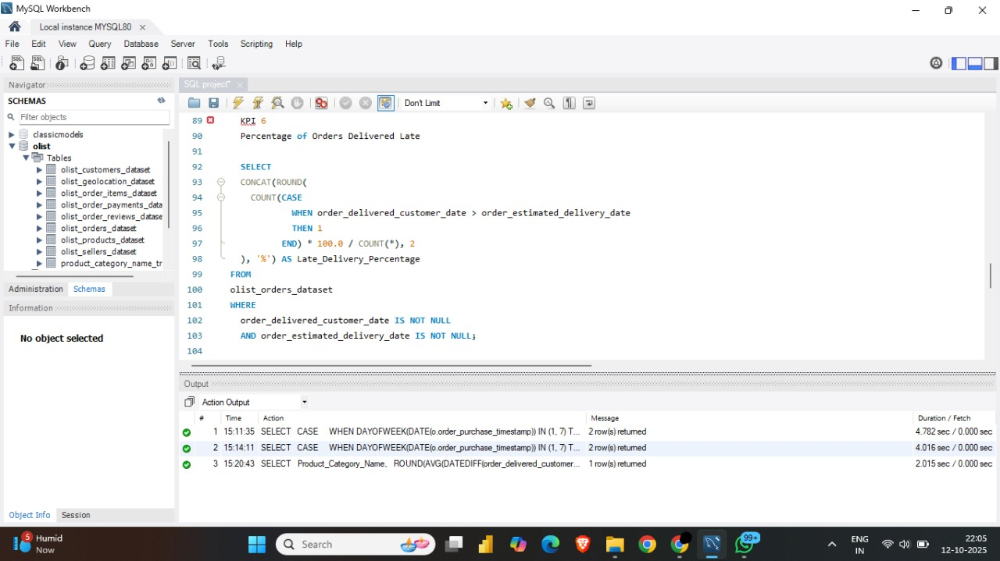 MySQL Workbench
Local instance MYSQL80
File Edit View Query Database Server Tools Scripting Help
Navigator
SCHEMAS
Filter objects
classicmodels
olist
Tables
olist_customers_dataset
olist_geolocation_dataset
olist_order_items_dataset
olist_order_payments_data
olist_order_reviews_datase
olist_orders_dataset
olist_products_dataset
olist_sellers_dataset
product_category_name_tr
Administration Schemas
Information
No object selected
Object Info Session
SQL project*
Don't Limit
89 KPI 6
90 Percentage of Orders Delivered Late
91
92 SELECT
93 CONCAT(ROUND(
94 COUNT(CASE
95 WHEN order_delivered_customer_date > order_estimated_delivery_date
96 THEN 1
97 END) * 100.0 / COUNT(*), 2
98 ), '%') AS Late_Delivery_Percentage
99 FROM
100 olist_orders_dataset
101 WHERE
102 order_delivered_customer_date IS NOT NULL
103 AND order_estimated_delivery_date IS NOT NULL;
104
Output
Action Output
# Time Action Message Duration / Fetch
1 15:11:35 SELECT CASE WHEN DAYOFWEEK(DATE(o.order_purchase_timestamp)) IN (1, 7) T... 2 row(s) returned 4.782 sec / 0.000 sec
2 15:14:11 SELECT CASE WHEN DAYOFWEEK(DATE(o.order_purchase_timestamp)) IN (1, 7) T... 2 row(s) returned 4.016 sec / 0.000 sec
3 15:20:43 SELECT Product_Category_Name, ROUND(AVG(DATEDIFF(order_delivered_customer... 1 row(s) returned 2.015 sec / 0.000 sec
5 Humid
Now
Search
99+
ENG
IN
22:05
12-10-2025